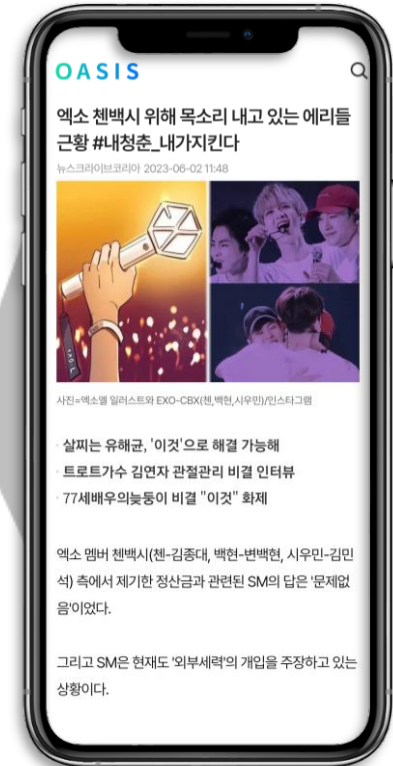 OASIS
엑소 첸백시 위해 목소리 내고 있는 에리들
근황 #내청춘_내가지킨다
뉴스크라이브코리아 2023-06-02 11:48
EXO-L
사진=엑소엘 일러스트와 EXO-CBX(첸,백현,시우민)/인스타그램
· 살찌는 유해균, '이것'으로 해결 가능해
· 트로트가수 김연자 관절관리 비결 인터뷰
· 77세배우의늦둥이 비결 "이것" 화제
엑소 멤버 첸백시(첸-김종대, 백현-변백현, 시우민-김민
석) 측에서 제기한 정산금과 관련된 SM의 답은 '문제없
음'이었다.
그리고 SM은 현재도 '외부세력'의 개입을 주장하고 있는
상황이다.